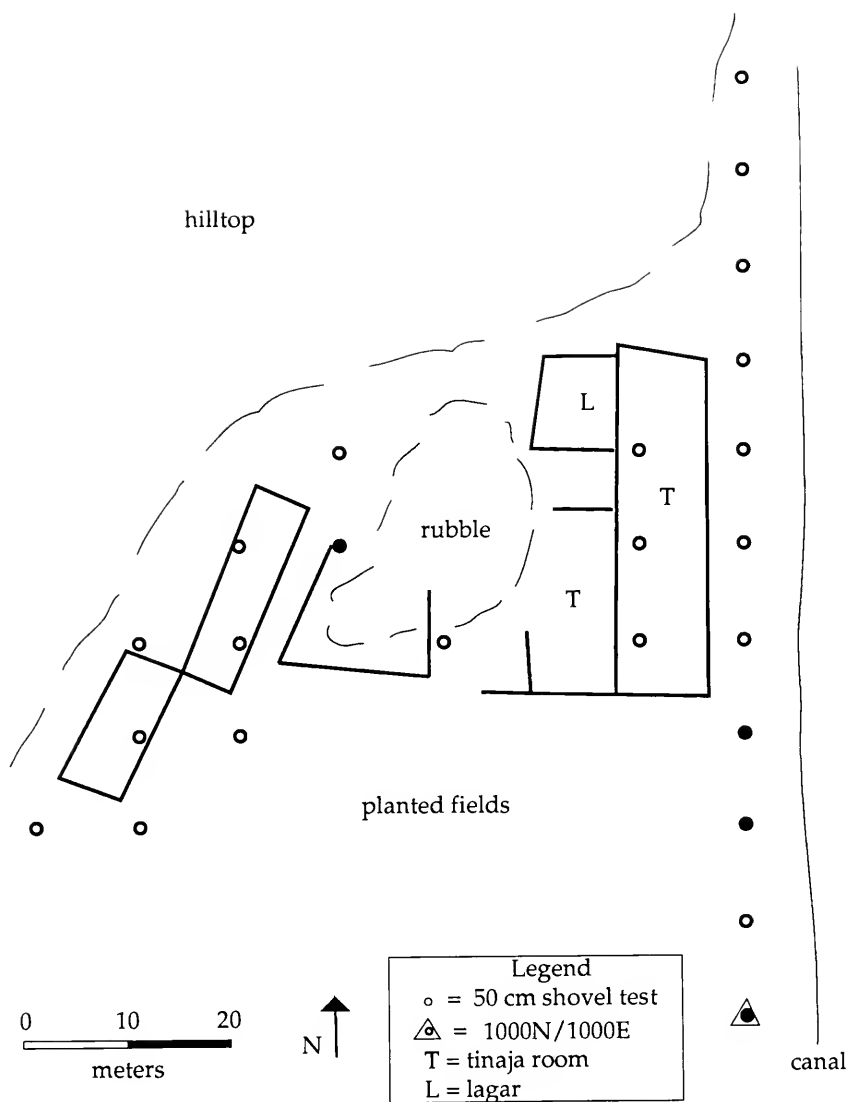 hilltop
L
T
rubble
T
planted fields
Legend
o = 50 cm shovel test
= 1000N/1000E
T = tinaja room
L = lagar
0 10 20
meters
N
canal